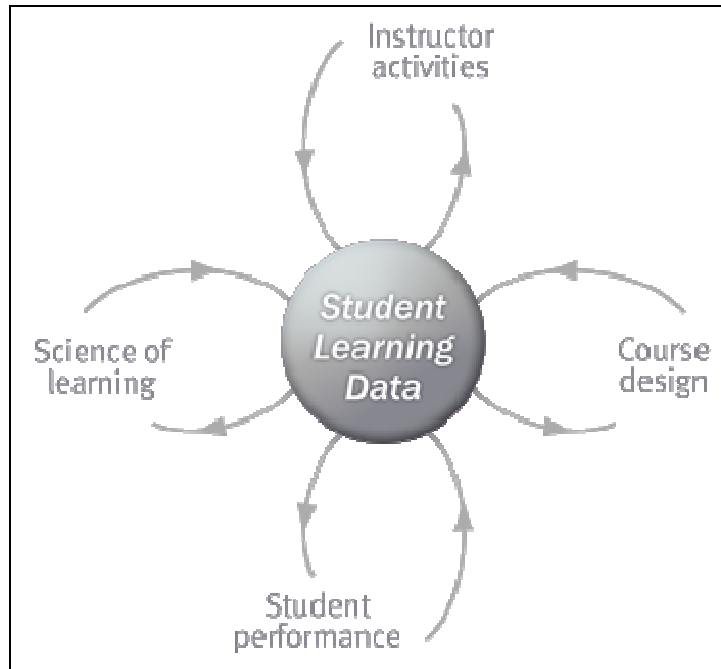 Instructor
activities
Student
Learning
Data
Science of
learning
Course
design
Student
performance